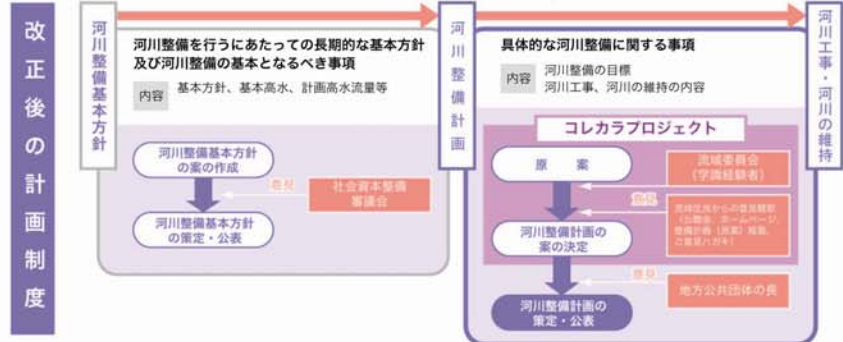 改正後の計画制度
河川整備基本方針
河川整備を行うにあたっての長期的な基本方針
及び河川整備の基本となるべき事項
内容
基本方針、基本高水、計画高水流量等
河川整備基本方針
の案の作成
意見
社会資本整備
審議会
河川整備基本方針
の策定・公表
河川整備計画
具体的な河川整備に関する事項
内容
河川整備の目標
河川工事、河川の維持の内容
コレカラプロジェクト
原 案
流域委員会
(学識経験者)
意見
河川整備計画の
案の決定
意見
地方公共団体の長
河川整備計画の
策定・公表
河川工事・河川の維持